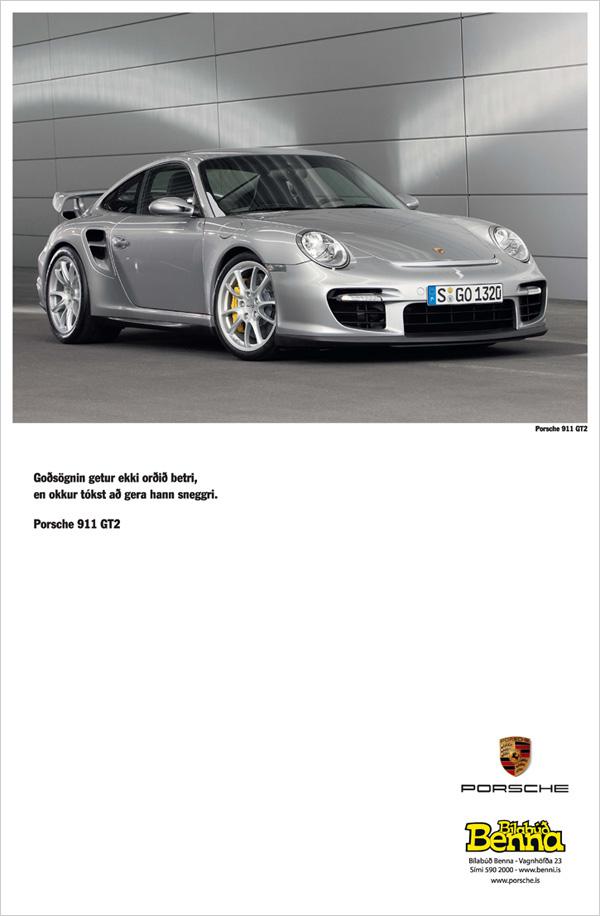 S GO 1320
Porsche 911 GT2
Goðsögnin getur ekki orðið betri,
en okkur tókst að gera hann sneggri.
Porsche 911 GT2
PORSCHE
Bílabúð
Benna
Bílabúð Benna - Vagnhöfða 23
Sími 590 2000 - www.benni.is
www.porsche.is